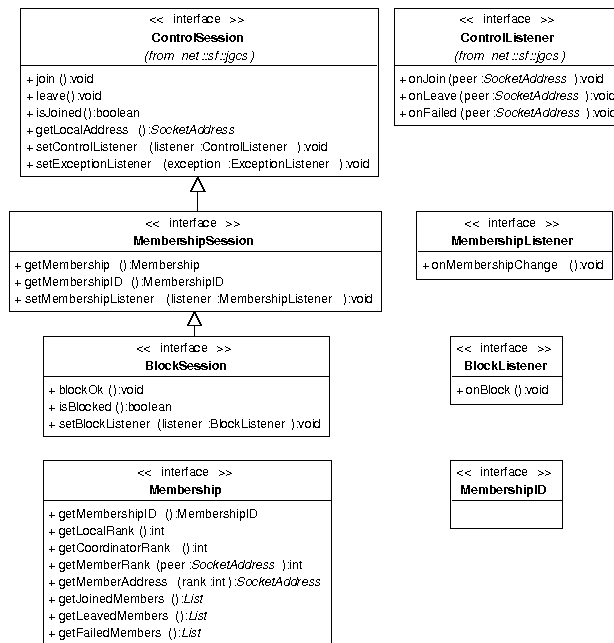 << interface >>
ControlSession
(from net::sf::jgcs)
+ join ():void
+ leave():void
+ isJoined():boolean
+ getLocalAddress ():SocketAddress
+ setControlListener (listener :ControlListener ):void
+ setExceptionListener (exception :ExceptionListener ):void
<< interface >>
ControlListener
(from net::sf::jgcs)
+ onJoin (peer :SocketAddress ):void
+ onLeave (peer :SocketAddress ):void
+ onFailed (peer :SocketAddress ):void
<< interface >>
MembershipSession
+ getMembership ():Membership
+ getMembershipID ():MembershipID
+ setMembershipListener (listener :MembershipListener ):void
<< interface >>
MembershipListener
+ onMembershipChange ():void
<< interface >>
BlockSession
+ blockOk ():void
+ isBlocked ():boolean
+ setBlockListener (listener :BlockListener ):void
<< interface >>
BlockListener
+ onBlock ():void
<< interface >>
Membership
+ getMembershipID ():MembershipID
+ getLocalRank ():int
+ getCoordinatorRank ():int
+ getMemberRank (peer :SocketAddress ):int
+ getMemberAddress (rank :int ):SocketAddress
+ getJoinedMembers ():List
+ getLeavedMembers ():List
+ getFailedMembers ():List
<< interface >>
MembershipID